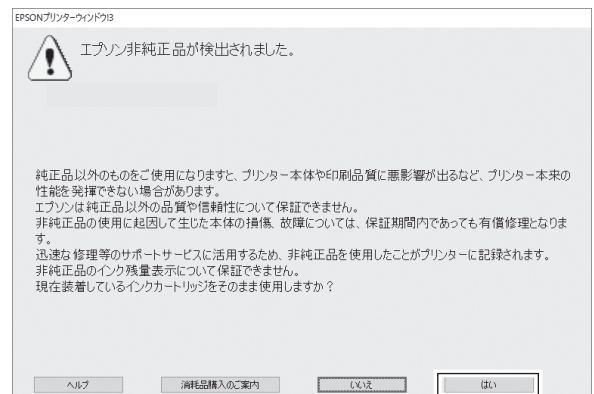 EPSONプリンターウィンドウ!3
エプソン非純正品が検出されました。
純正品以外のものをご使用になりますと、プリンター本体や印刷品質に悪影響が出るなど、プリンター本来の
性能を発揮できない場合があります。
エプソンは純正品以外の品質や信頼性について保証できません。
非純正品の使用に起因して生じた本体の損傷、故障については、保証期間内であっても有償修理となりま
す。
迅速な修理等のサポートサービスに活用するため、非純正品を使用したことがプリンターに記録されます。
非純正品のインク残量表示について保証できません。
現在装着しているインクカートリッジをそのまま使用しますか？
ヘルプ 消耗品購入のご案内 いいえ はい